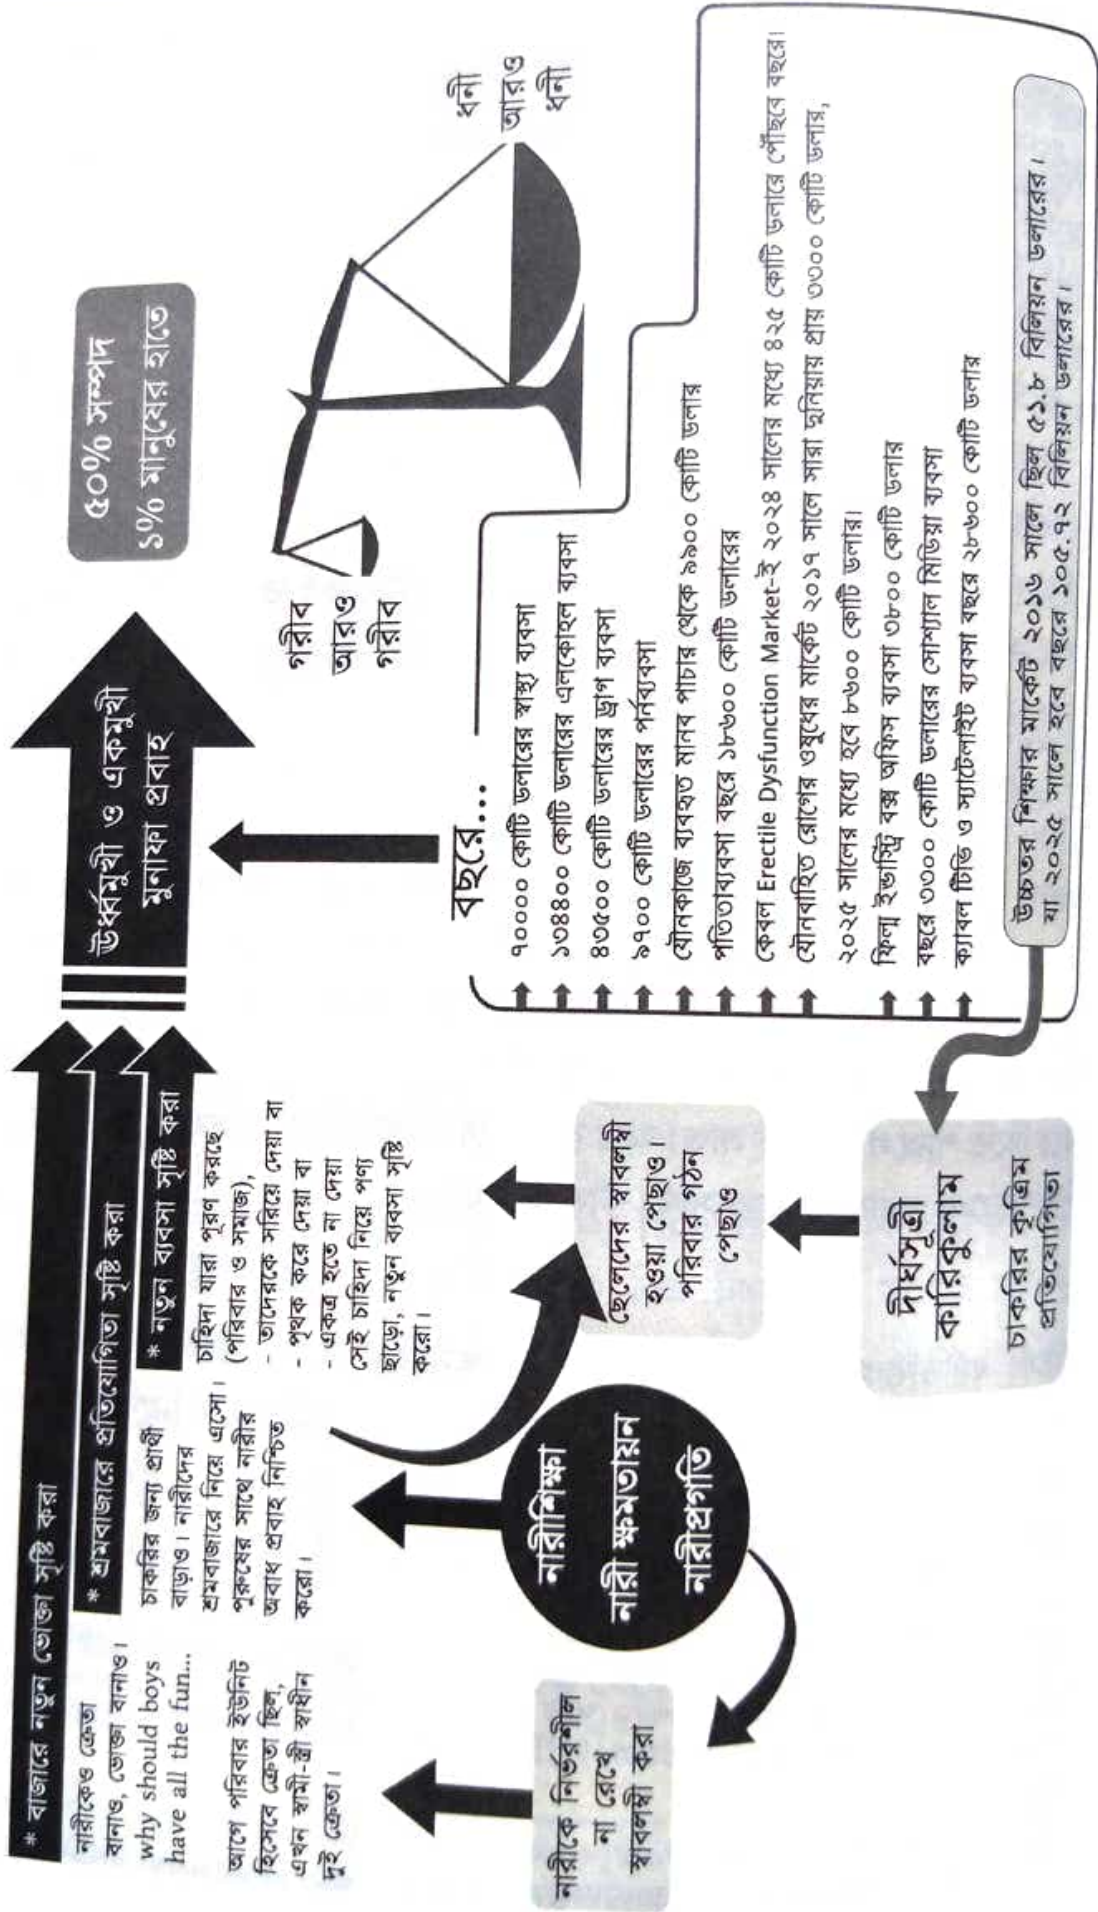 * বাজারে নতুন ভোক্তা সৃষ্টি করা
* শ্রমবাজারে প্রতিযোগিতা সৃষ্টি করা
* নতুন ব্যবসা সৃষ্টি করা
নারীকেও ক্রেতা
বানাও, ভোক্তা বানাও।
why should boys
have all the fun...
আগে পরিবার ইউনিট
হিসেবে ক্রেতা ছিল,
এখন স্বামী-স্ত্রী স্বাধীন
দুই ক্রেতা।
চাকরির জন্য প্রার্থী
বাড়াও। নারীদের
শ্রমবাজারে নিয়ে এসো।
পুরুষের সাথে নারীর
অবাধ প্রবাহ নিশ্চিত
করো।
চাহিদা যারা পূরণ করছে
(পরিবার ও সমাজ),
- তাদেরকে সরিয়ে দেয়া বা
- পৃথক করে দেয়া বা
- একত্র হতে না দেয়া
সেই চাহিদা নিয়ে পণ্য
ছাড়ো, নতুন ব্যবসা সৃষ্টি
করো।
নারীকে নির্ভরশীল
না রেখে
স্বাবলম্বী করা
নারীশিক্ষা
নারী ক্ষমতায়ন
নারীপ্রগতি
ছেলেদের স্বাবলম্বী
হওয়া পেছাও।
পরিবার গঠন
পেছাও
দীর্ঘসূত্রী
কারিকুলাম
চাকরির কৃত্রিম
প্রতিযোগিতা
ঊর্ধ্বমুখী ও একমুখী
মুনাফা প্রবাহ
৫০% সম্পদ
১% মানুষের হাতে
গরীব
আরও
গরীব
ধনী
আরও
ধনী
বছরে...
৭০০০০ কোটি ডলারের স্বাস্থ্য ব্যবসা
১৩৪৪০০ কোটি ডলারের এলকোহল ব্যবসা
৪৩৫০০ কোটি ডলারের ড্রাগ ব্যবসা
৯৭০০ কোটি ডলারের পর্নব্যবসা
যৌনকাজে ব্যবহৃত মানব পাচার থেকে ৯৯০০ কোটি ডলার
পতিতাব্যবসা বছরে ১৮৬০০ কোটি ডলারের
কেবল Erectile Dysfunction Market-ই ২০২৪ সালের মধ্যে ৪২৫ কোটি ডলারে পৌঁছবে বছরে।
যৌনবাহিত রোগের ওষুধের মার্কেট ২০১৭ সালে সারা দুনিয়ায় প্রায় ৩৩০০ কোটি ডলার,
২০২৫ সালের মধ্যে হবে ৮৬০০ কোটি ডলার।
ফিল্ম ইন্ডাস্ট্রি বক্স অফিস ব্যবসা ৩৮০০ কোটি ডলার
বছরে ৩৩০০ কোটি ডলারের সোশ্যাল মিডিয়া ব্যবসা
ক্যাবল টিভি ও স্যাটেলাইট ব্যবসা বছরে ২৮৬০০ কোটি ডলার
উচ্চতর শিক্ষার মার্কেট ২০১৬ সালে ছিল ৫১.৮ বিলিয়ন ডলারের।
যা ২০২৫ সালে হবে বছরে ১০৫.৭২ বিলিয়ন ডলারের।